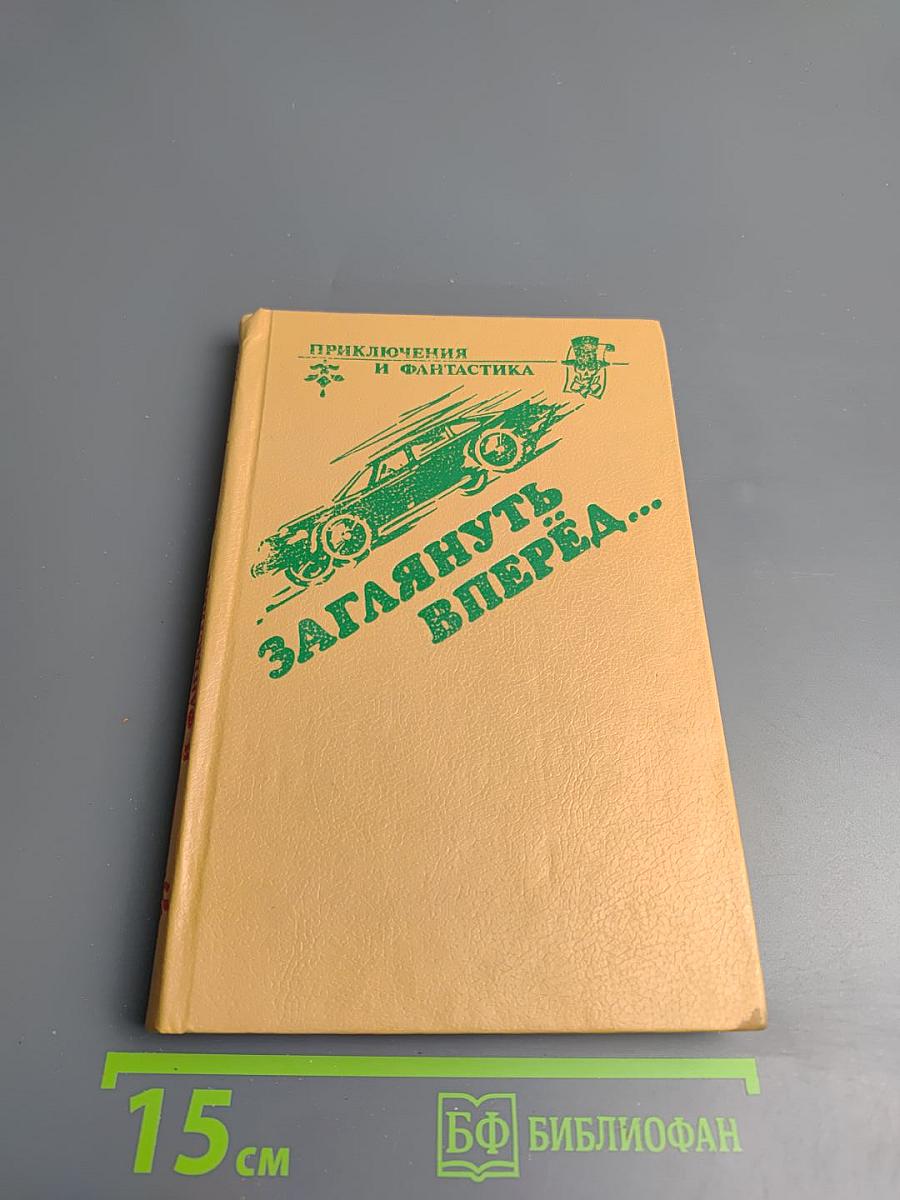 ПРИКЛЮЧЕНИЯ
И ФАНТАСТИКА
ЗАГЛЯНУТЬ
ВПЕРЁД...
15 см
БФ БИБЛИОФАН